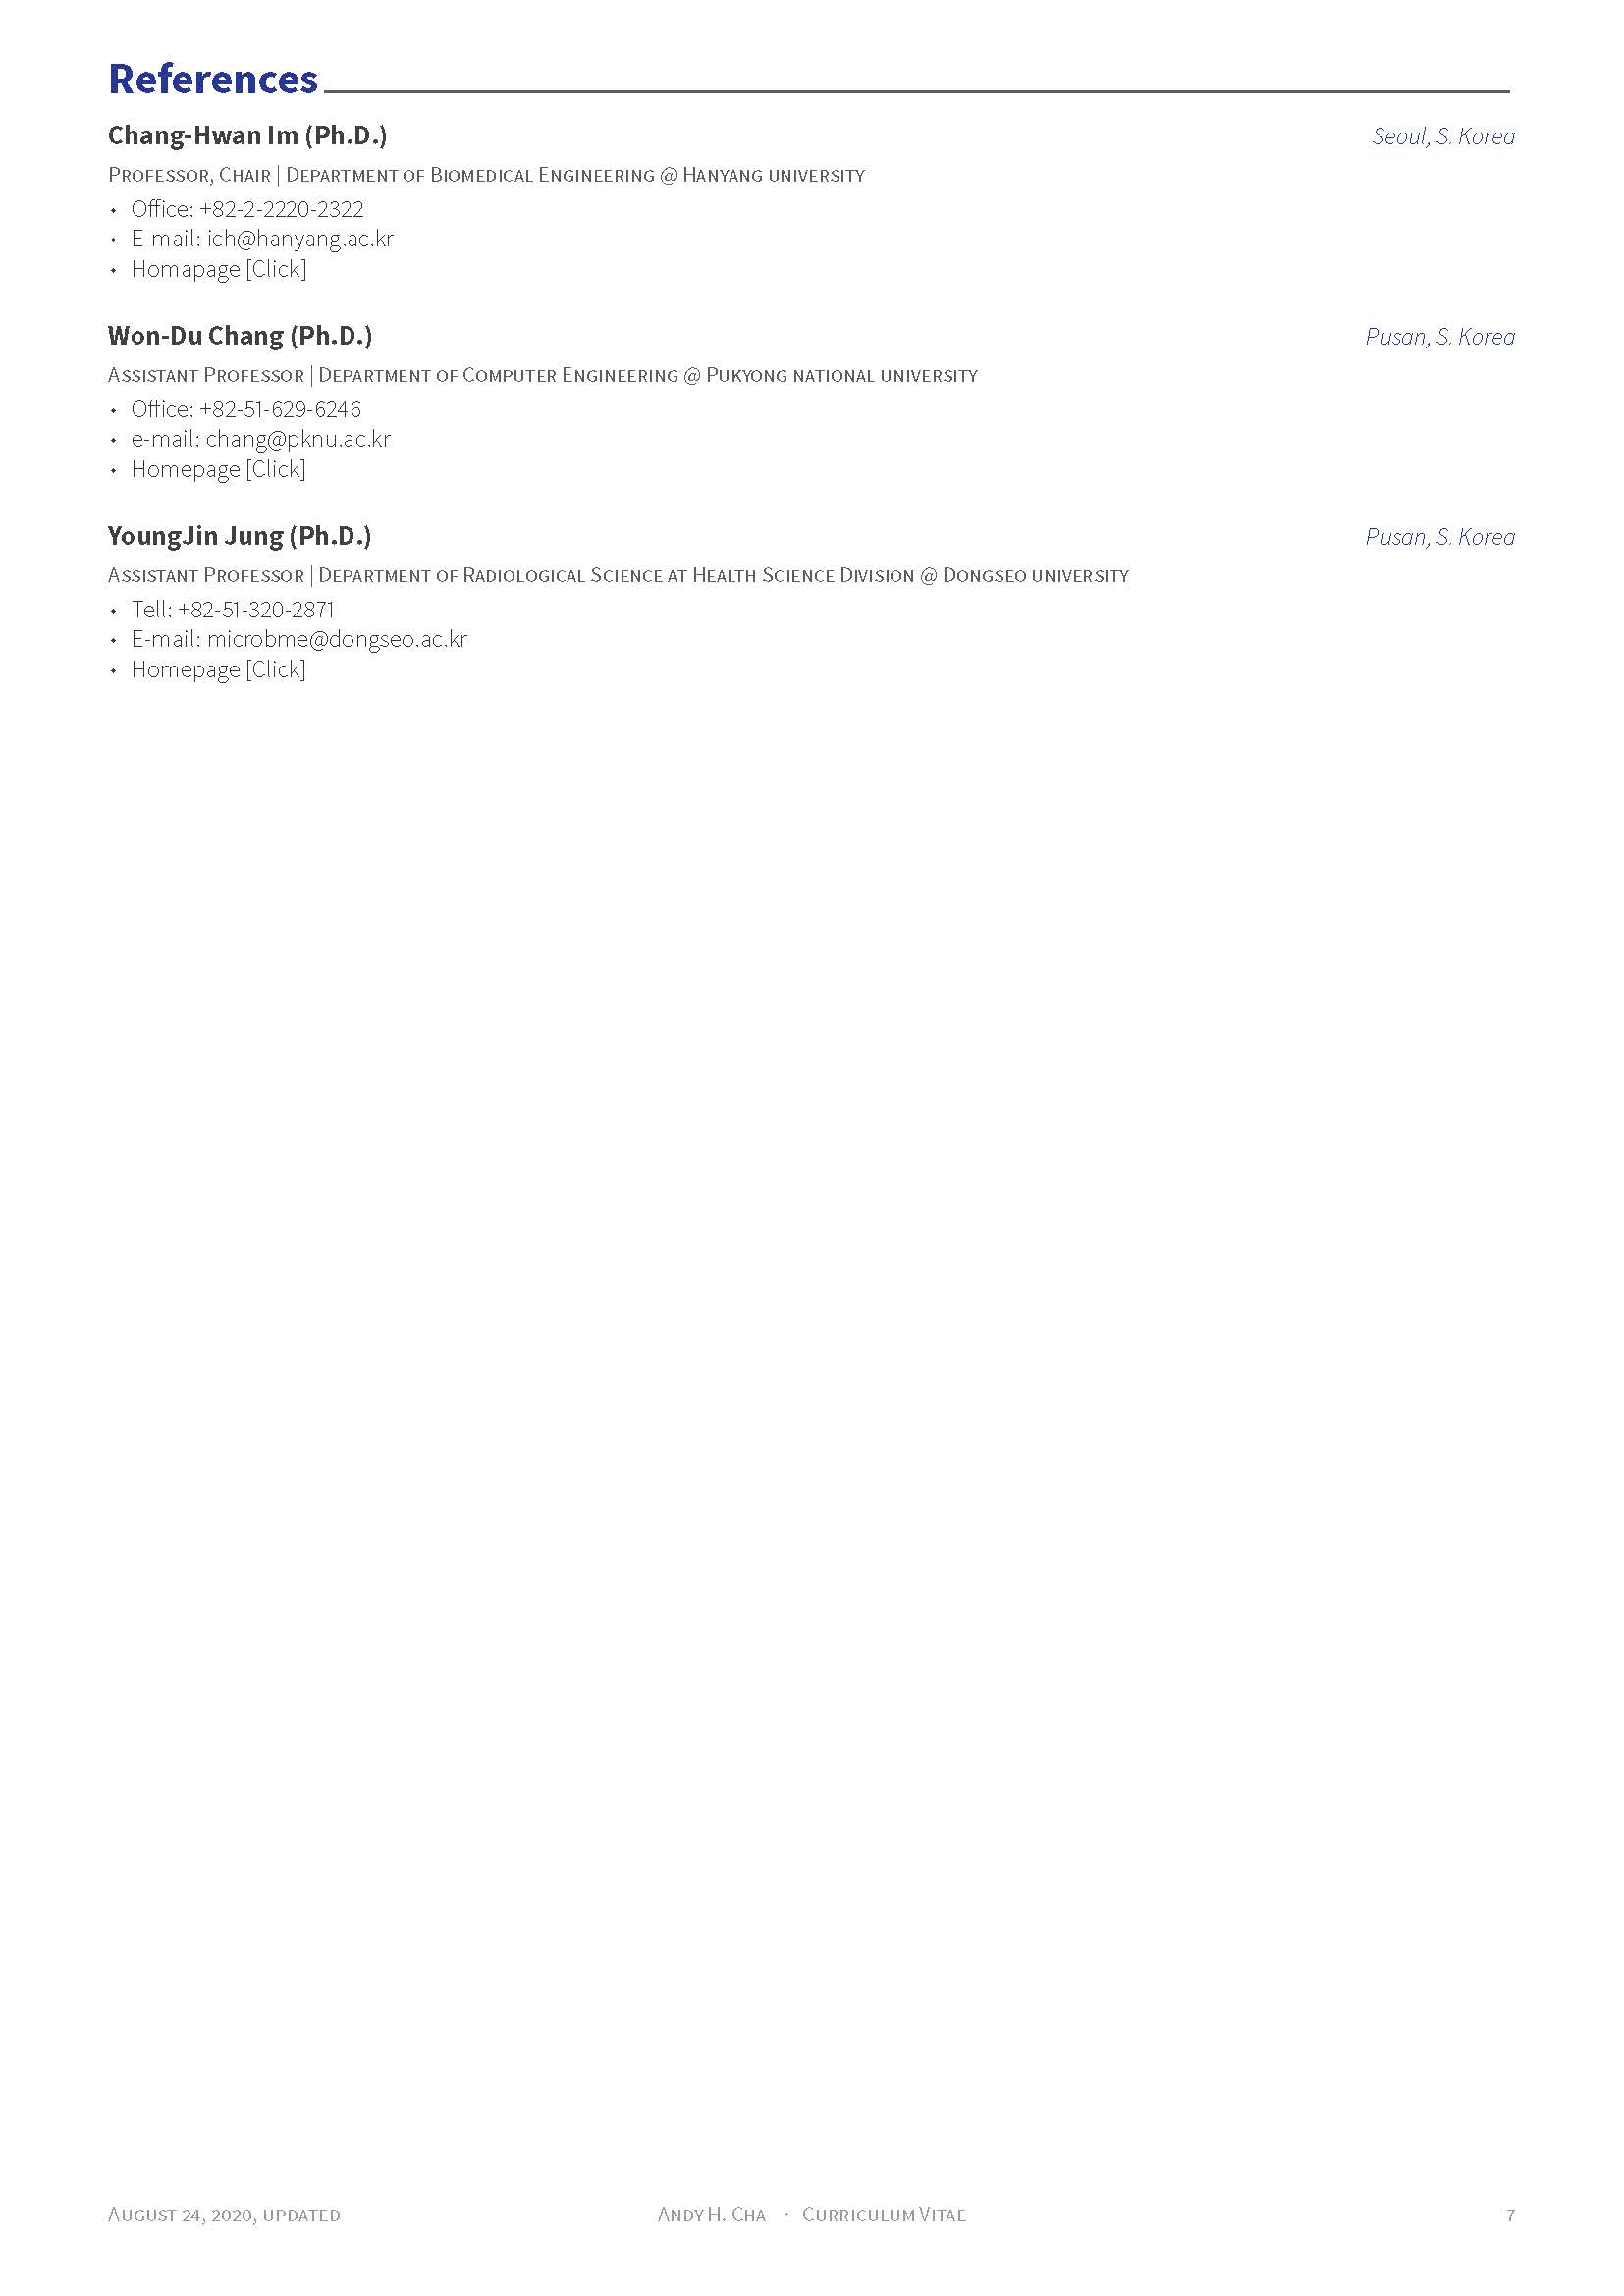 References
Chang-Hwan Im (Ph.D.) Seoul, S. Korea
Professor, Chair | Department of Biomedical Engineering @ Hanyang university
• Office: +82-2-2220-2322
• E-mail: ich@hanyang.ac.kr
• Homapage [Click]
Won-Du Chang (Ph.D.) Pusan, S. Korea
Assistant Professor | Department of Computer Engineering @ Pukyong national university
• Office: +82-51-629-6246
• e-mail: chang@pknu.ac.kr
• Homepage [Click]
YoungJin Jung (Ph.D.) Pusan, S. Korea
Assistant Professor | Department of Radiological Science at Health Science Division @ Dongseo university
• Tell: +82-51-320-2871
• E-mail: microbme@dongseo.ac.kr
• Homepage [Click]
August 24, 2020, updated Andy H. Cha · Curriculum Vitae 7